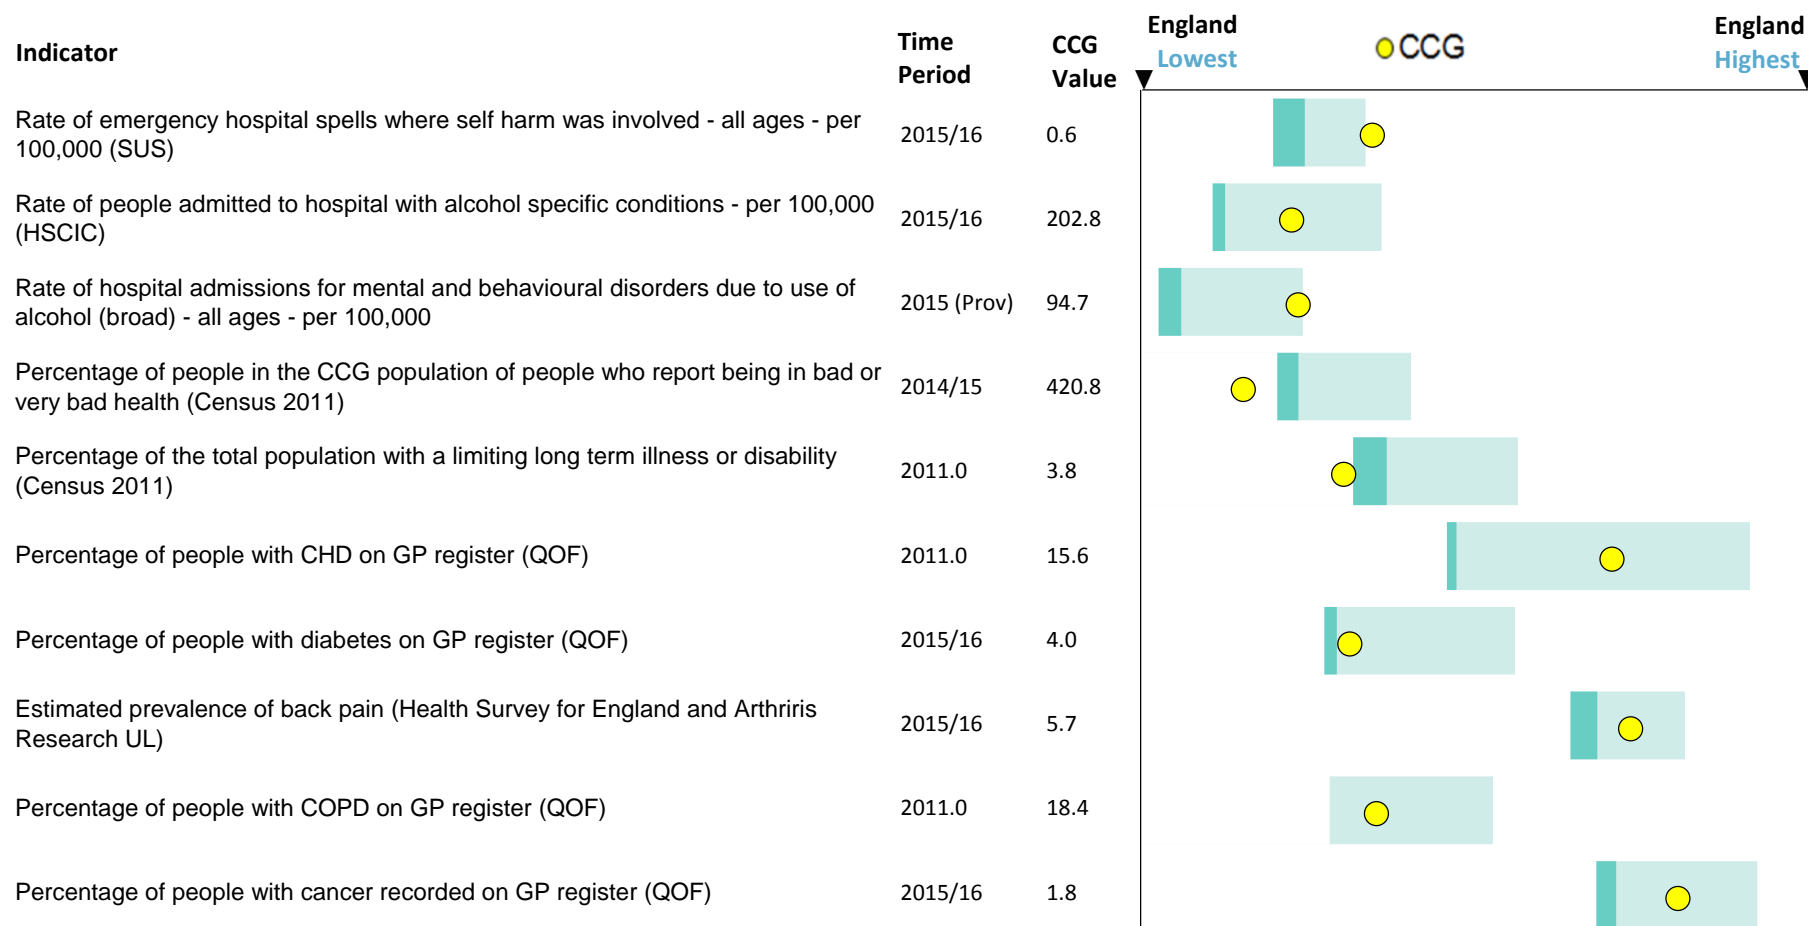 Indicator
Time
Period
CCG
Value
England
Lowest
CCG
England
Highest
Rate of emergency hospital spells where self harm was involved - all ages - per
100,000 (SUS)
2015/16
0.6
Rate of people admitted to hospital with alcohol specific conditions - per 100,000
(HSCIC)
2015/16
202.8
Rate of hospital admissions for mental and behavioural disorders due to use of
alcohol (broad) - all ages - per 100,000
2015 (Prov)
94.7
Percentage of people in the CCG population of people who report being in bad or
very bad health (Census 2011)
2014/15
420.8
Percentage of the total population with a limiting long term illness or disability
(Census 2011)
2011.0
3.8
Percentage of people with CHD on GP register (QOF)
2011.0
15.6
Percentage of people with diabetes on GP register (QOF)
2015/16
4.0
Estimated prevalence of back pain (Health Survey for England and Arthriris
Research UL)
2015/16
5.7
Percentage of people with COPD on GP register (QOF)
2011.0
18.4
Percentage of people with cancer recorded on GP register (QOF)
2015/16
1.8